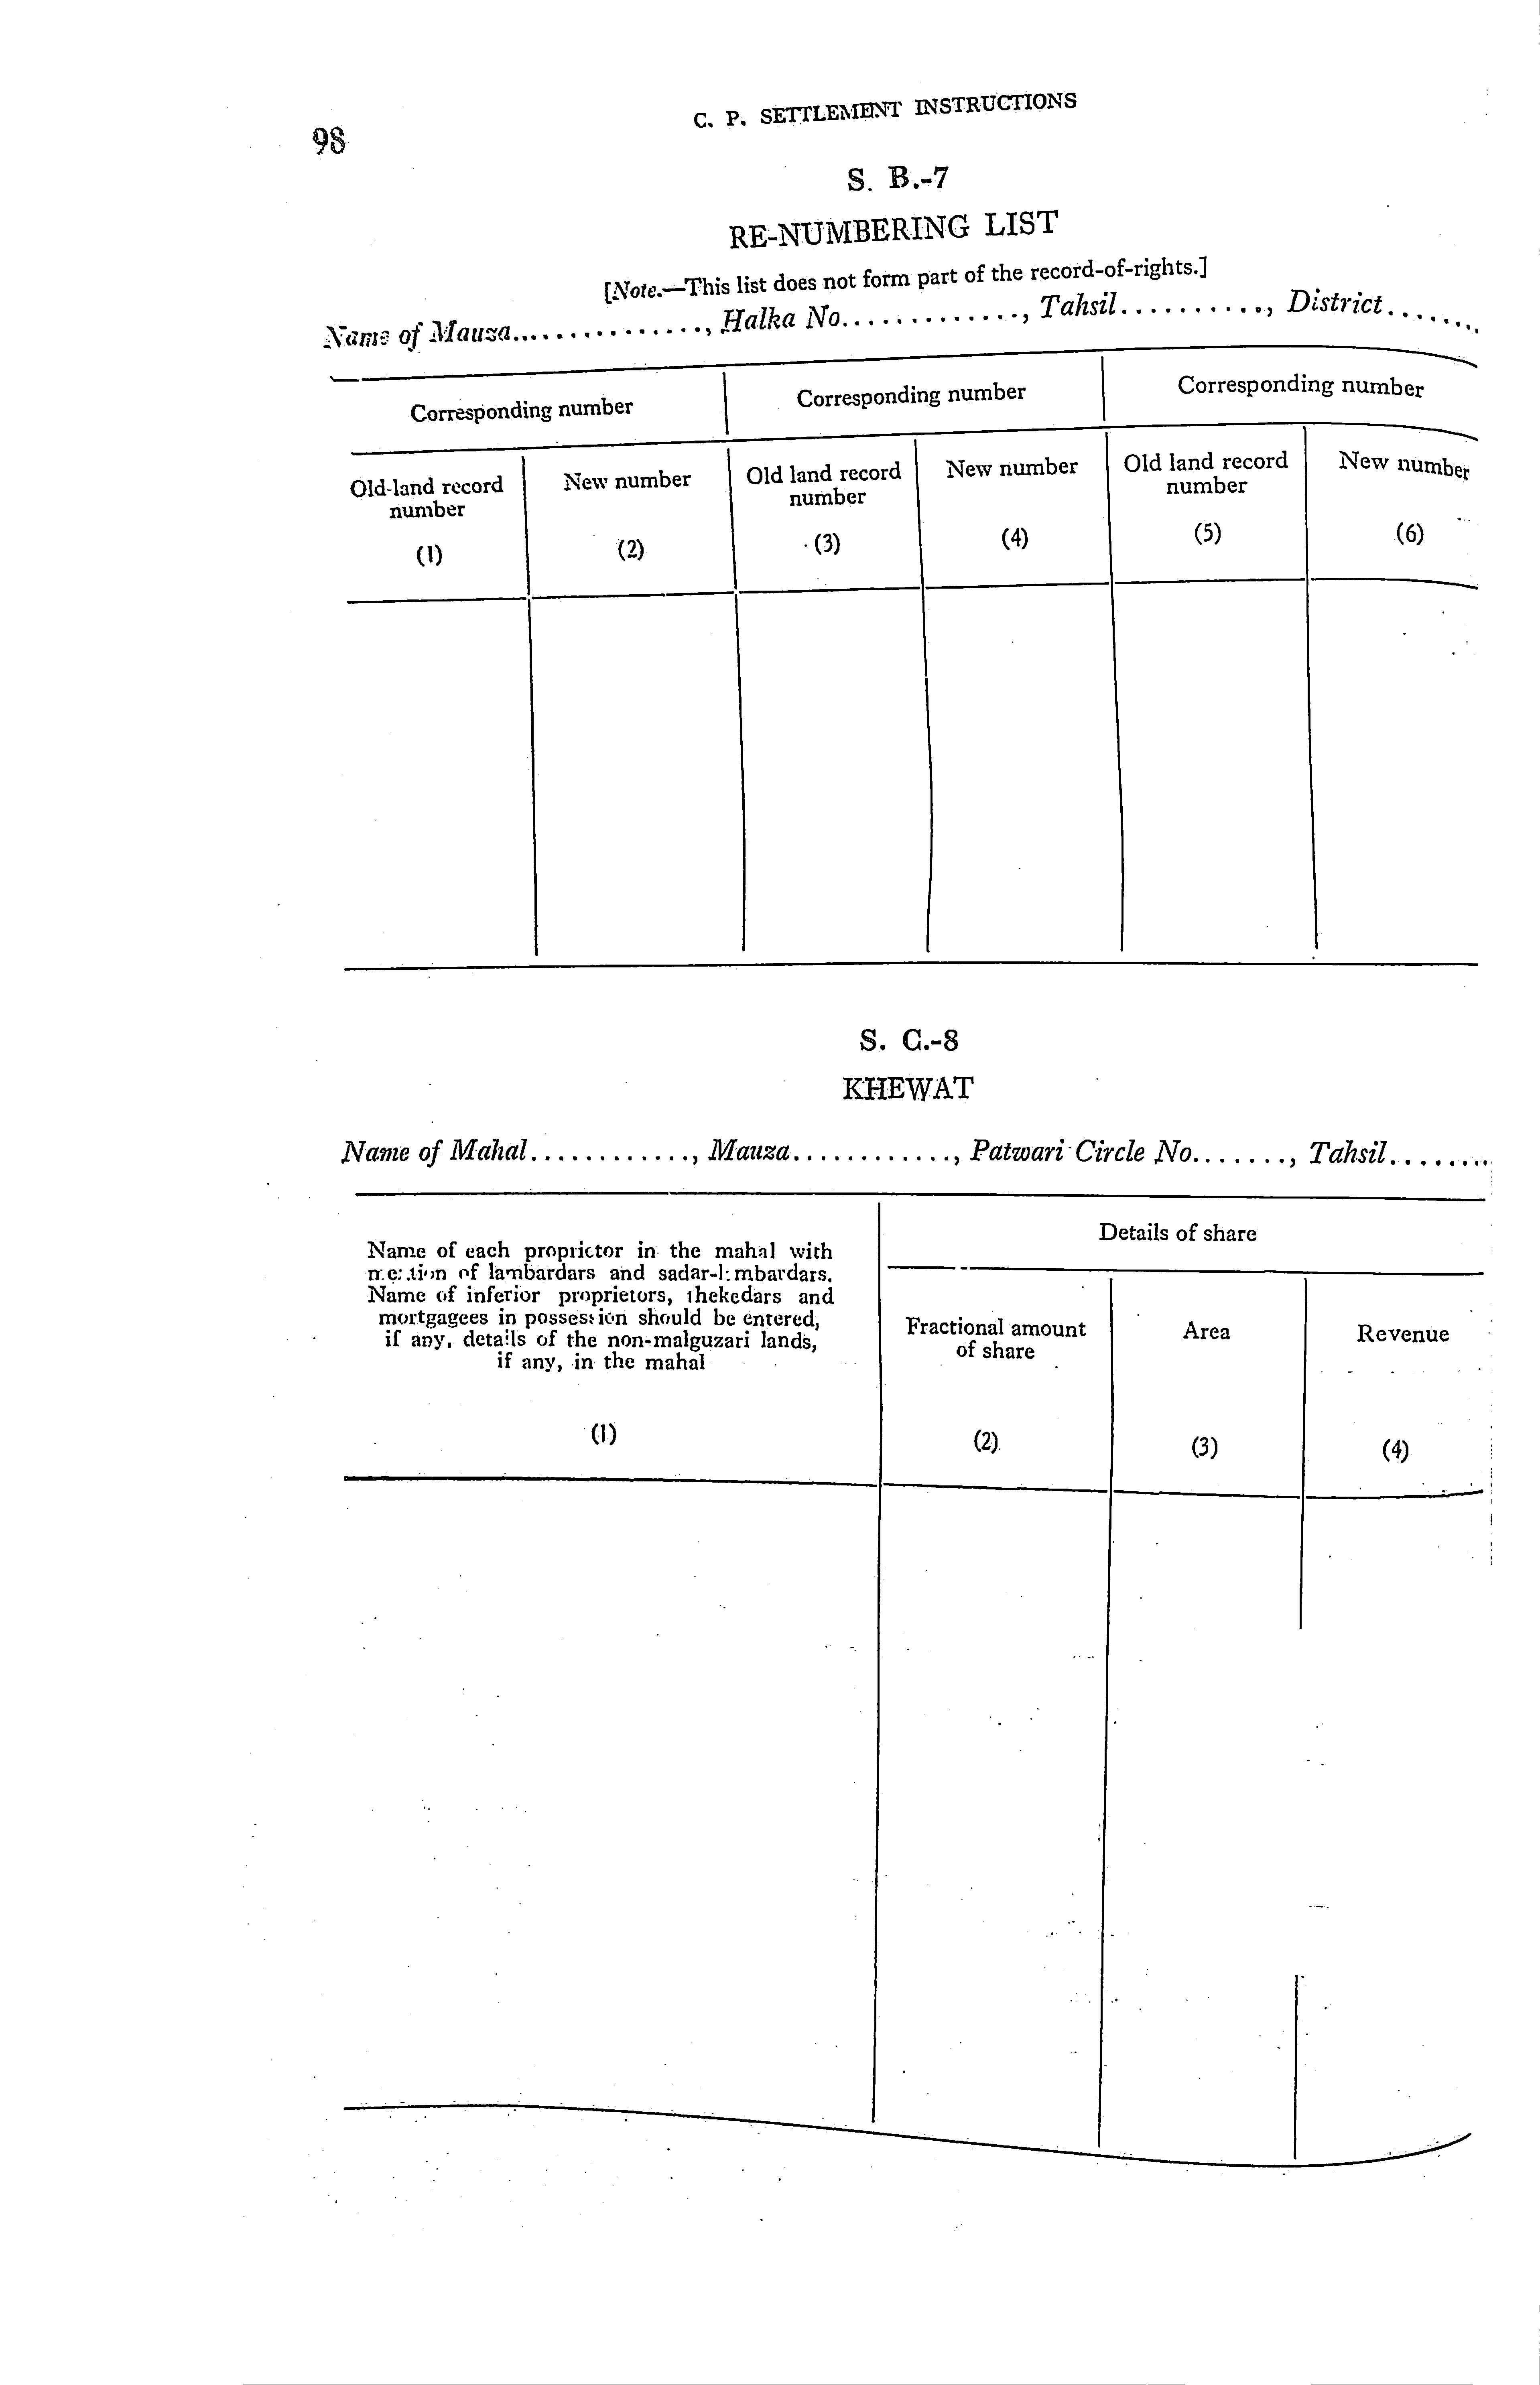 C. P. SETTLEMENT INSTRUCTIONS
98
S. B.-7
RE-NUMBERING LIST
[Note.—This list does not form part of the record-of-rights.]
Name of Mauza..............., Halka No............., Tahsil..........., District........
Corresponding number Corresponding number Corresponding number
Old land record number New number Old land record number New number Old land record number New number
(1) (2) (3) (4) (5) (6)
S. C.-8
KHEWAT
Name of Mahal............, Mauza............, Patwari Circle No......., Tahsil........
Details of share
Name of each proprietor in the mahal with
mention of lambardars and sadar-lambardars.
Name of inferior proprietors, thekedars and
mortgagees in possession should be entered,
if any, details of the non-malguzari lands,
if any, in the mahal
Fractional amount
of share
Area
Revenue
(1) (2) (3) (4)